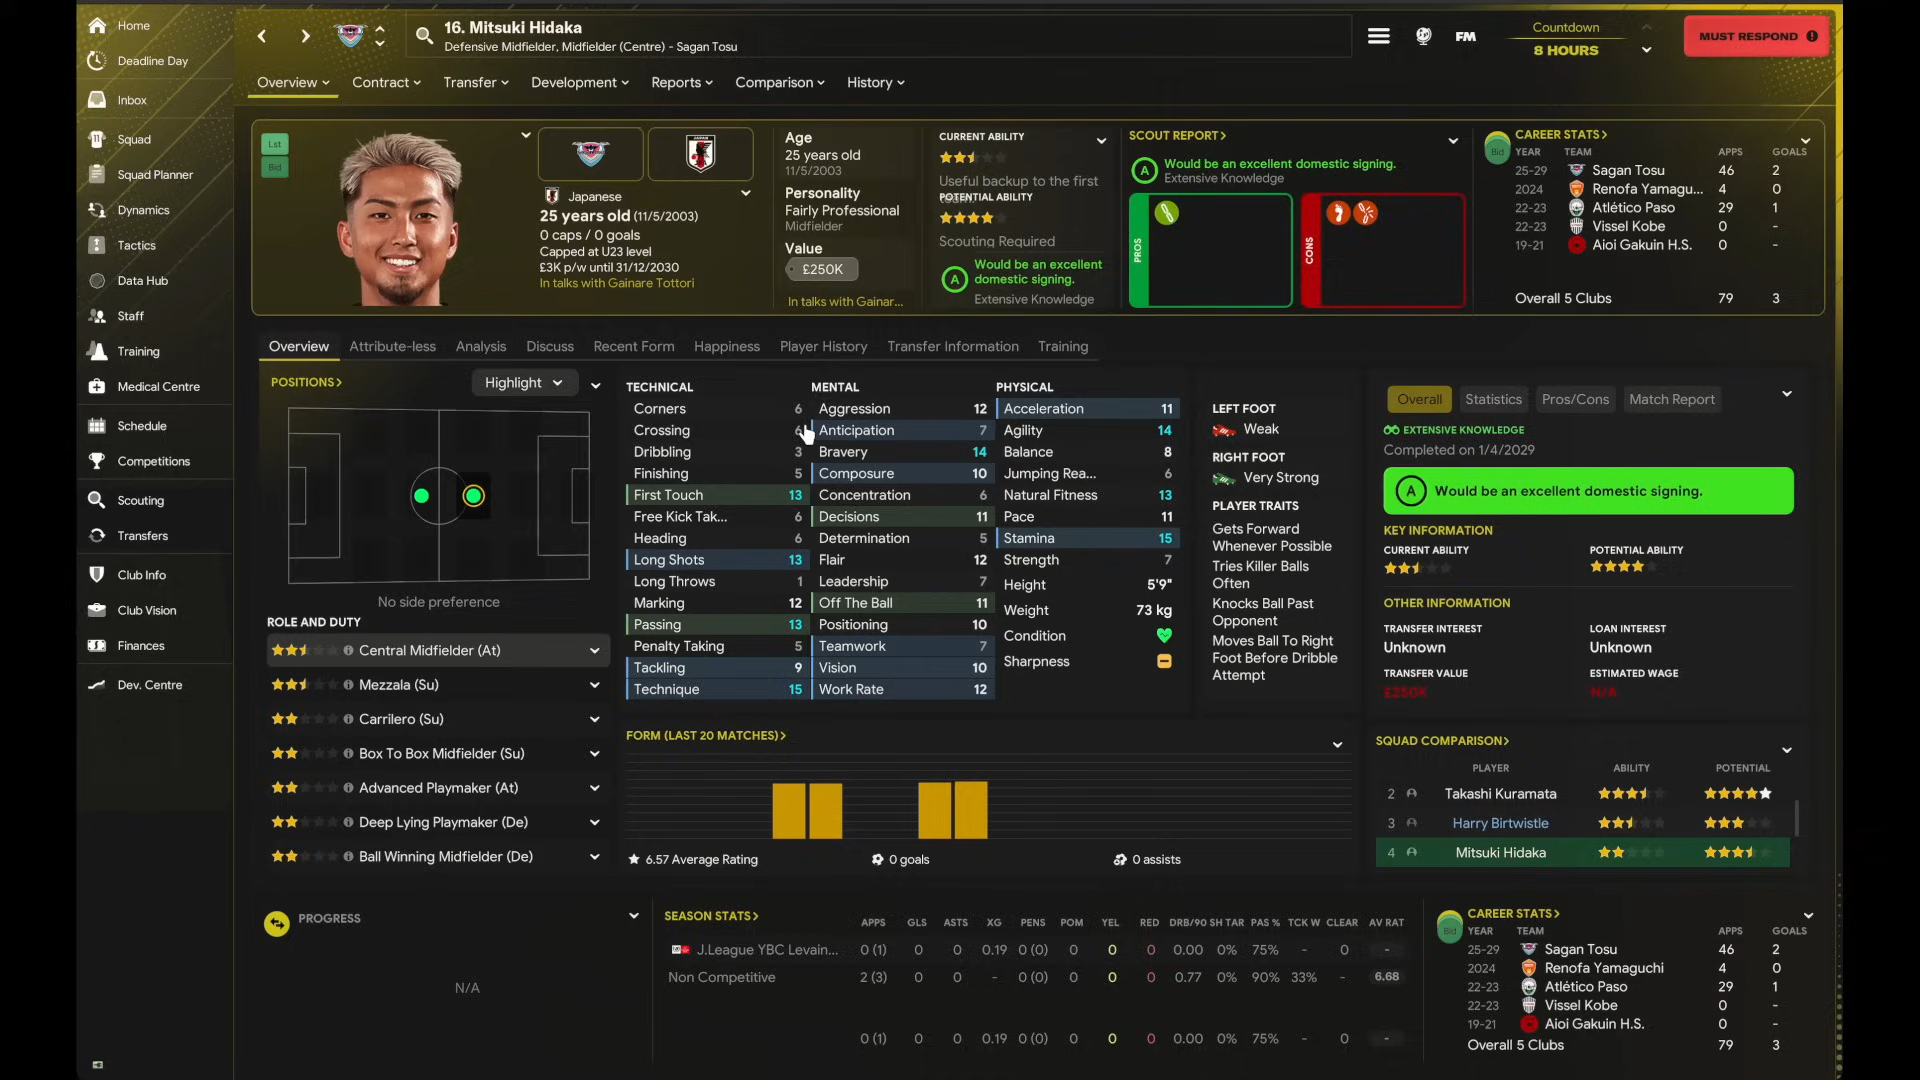 Home
Deadline Day
Inbox
Squad
Squad Planner
Dynamics
Tactics
Data Hub
Staff
Training
Medical Centre
Schedule
Competitions
Scouting
Transfers
Club Info
Club Vision
Finances
Dev. Centre
16. Mitsuki Hidaka
Defensive Midfielder, Midfielder (Centre) - Sagan Tosu
FM
Countdown
8 HOURS
MUST RESPOND
Overview
Contract
Transfer
Development
Reports
Comparison
History
Lst
Bid
Japanese
25 years old (11/5/2003)
0 caps / 0 goals
Capped at U23 level
£3K p/w until 31/12/2030
In talks with Gainare Tottori
Age
25 years old
11/5/2003
Personality
Fairly Professional
Midfielder
Value
£250K
In talks with Gainar...
CURRENT ABILITY
Useful backup to the first
POTENTIAL ABILITY
Scouting Required
A Would be an excellent
domestic signing.
Extensive Knowledge
SCOUT REPORT>
A Would be an excellent domestic signing.
Extensive Knowledge
PROS
CONS
Bid
CAREER STATS>
YEAR TEAM APPS GOALS
25-29 Sagan Tosu 46 2
2024 Renofa Yamagu... 4 0
22-23 Atlético Paso 29 1
22-23 Vissel Kobe 0 -
19-21 Aioi Gakuin H.S. 0 -
Overall 5 Clubs 79 3
Overview
Attribute-less
Analysis
Discuss
Recent Form
Happiness
Player History
Transfer Information
Training
POSITIONS>
Highlight
No side preference
ROLE AND DUTY
Central Midfielder (At)
Mezzala (Su)
Carrilero (Su)
Box To Box Midfielder (Su)
Advanced Playmaker (At)
Deep Lying Playmaker (De)
Ball Winning Midfielder (De)
TECHNICAL
Corners 6
Crossing 6
Dribbling 3
Finishing 5
First Touch 13
Free Kick Tak... 6
Heading 6
Long Shots 13
Long Throws 1
Marking 12
Passing 13
Penalty Taking 5
Tackling 9
Technique 15
MENTAL
Aggression 12
Anticipation 7
Bravery 14
Composure 10
Concentration 6
Decisions 11
Determination 5
Flair 12
Leadership 7
Off The Ball 11
Positioning 10
Teamwork 7
Vision 10
Work Rate 12
PHYSICAL
Acceleration 11
Agility 14
Balance 8
Jumping Rea... 6
Natural Fitness 13
Pace 11
Stamina 15
Strength 7
Height 5'9"
Weight 73 kg
Condition
Sharpness
LEFT FOOT
Weak
RIGHT FOOT
Very Strong
PLAYER TRAITS
Gets Forward
Whenever Possible
Tries Killer Balls
Often
Knocks Ball Past
Opponent
Moves Ball To Right
Foot Before Dribble
Attempt
Overall
Statistics
Pros/Cons
Match Report
EXTENSIVE KNOWLEDGE
Completed on 1/4/2029
A Would be an excellent domestic signing.
KEY INFORMATION
CURRENT ABILITY POTENTIAL ABILITY
OTHER INFORMATION
TRANSFER INTEREST LOAN INTEREST
Unknown Unknown
TRANSFER VALUE ESTIMATED WAGE
£250K N/A
FORM (LAST 20 MATCHES)>
6.57 Average Rating
0 goals
0 assists
SQUAD COMPARISON>
PLAYER ABILITY POTENTIAL
2 Takashi Kuramata
3 Harry Birtwistle
4 Mitsuki Hidaka
PROGRESS
N/A
SEASON STATS> APPS GLS ASTS XG PENS POM YEL RED DRB/90 SH TAR PAS % TCK W CLEAR AV RAT
J.League YBC Levain... 0 (1) 0 0 0.19 0 (0) 0 0 0 0.00 0% 75% - 0 -
Non Competitive 2 (3) 0 0 - 0 (0) 0 0 0 0.77 0% 90% 33% - 6.68
0 (1) 0 0 0.19 0 (0) 0 0 0 0.00 0% 75% - 0 -
Bid
CAREER STATS>
YEAR TEAM APPS GOALS
25-29 Sagan Tosu 46 2
2024 Renofa Yamaguchi 4 0
22-23 Atlético Paso 29 1
22-23 Vissel Kobe 0 -
19-21 Aioi Gakuin H.S. 0 -
Overall 5 Clubs 79 3